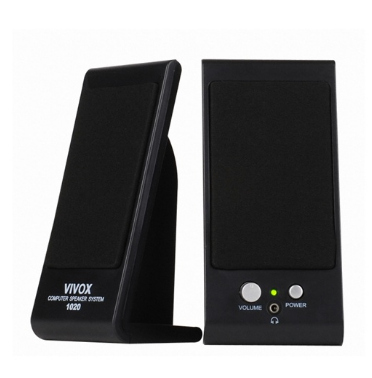 VIVOX
COMPUTER SPEAKER SYSTEM
1020
VOLUME
POWER